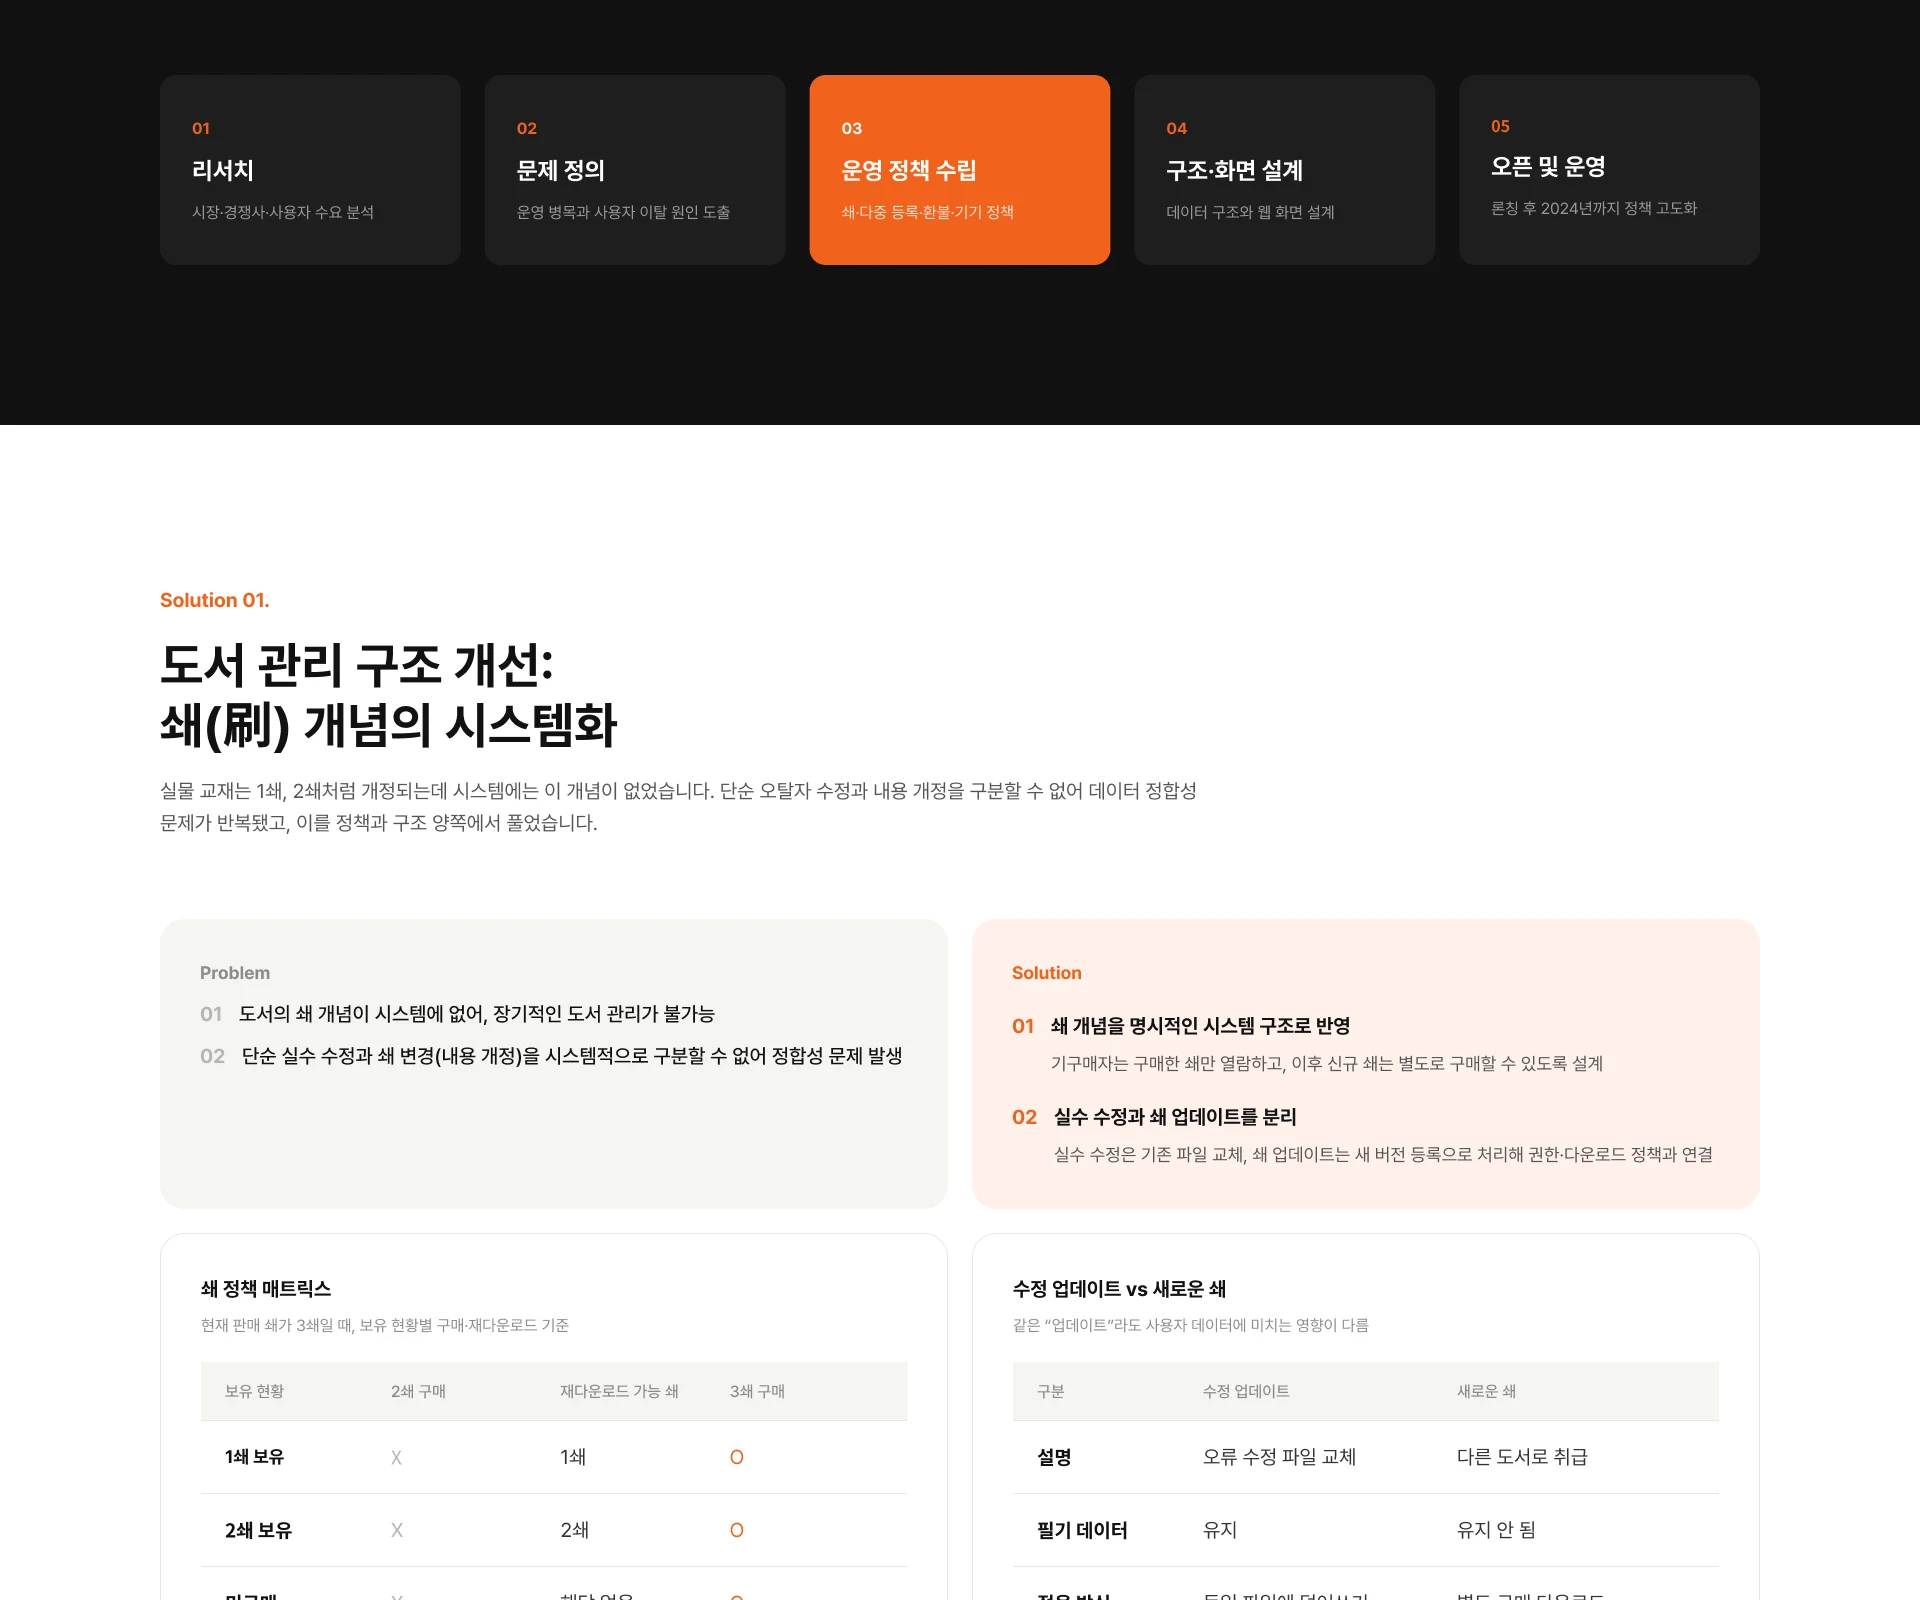 01
리서치
시장·경쟁사·사용자 수요 분석
02
문제 정의
운영 병목과 사용자 이탈 원인 도출
03
운영 정책 수립
쇄·다중 등록·환불·기기 정책
04
구조·화면 설계
데이터 구조와 웹 화면 설계
05
오픈 및 운영
론칭 후 2024년까지 정책 고도화
Solution 01.
도서 관리 구조 개선:
쇄(刷) 개념의 시스템화
실물 교재는 1쇄, 2쇄처럼 개정되는데 시스템에는 이 개념이 없었습니다. 단순 오탈자 수정과 내용 개정을 구분할 수 없어 데이터 정합성
문제가 반복됐고, 이를 정책과 구조 양쪽에서 풀었습니다.
Problem
01 도서의 쇄 개념이 시스템에 없어, 장기적인 도서 관리가 불가능
02 단순 실수 수정과 쇄 변경(내용 개정)을 시스템적으로 구분할 수 없어 정합성 문제 발생
Solution
01 쇄 개념을 명시적인 시스템 구조로 반영
기구매자는 구매한 쇄만 열람하고, 이후 신규 쇄는 별도로 구매할 수 있도록 설계
02 실수 수정과 쇄 업데이트를 분리
실수 수정은 기존 파일 교체, 쇄 업데이트는 새 버전 등록으로 처리해 권한·다운로드 정책과 연결
쇄 정책 매트릭스
현재 판매 쇄가 3쇄일 때, 보유 현황별 구매·재다운로드 기준
보유 현황 2쇄 구매 재다운로드 가능 쇄 3쇄 구매
1쇄 보유 X 1쇄 O
2쇄 보유 X 2쇄 O
수정 업데이트 vs 새로운 쇄
같은 “업데이트”라도 사용자 데이터에 미치는 영향이 다름
구분 수정 업데이트 새로운 쇄
설명 오류 수정 파일 교체 다른 도서로 취급
필기 데이터 유지 유지 안 됨